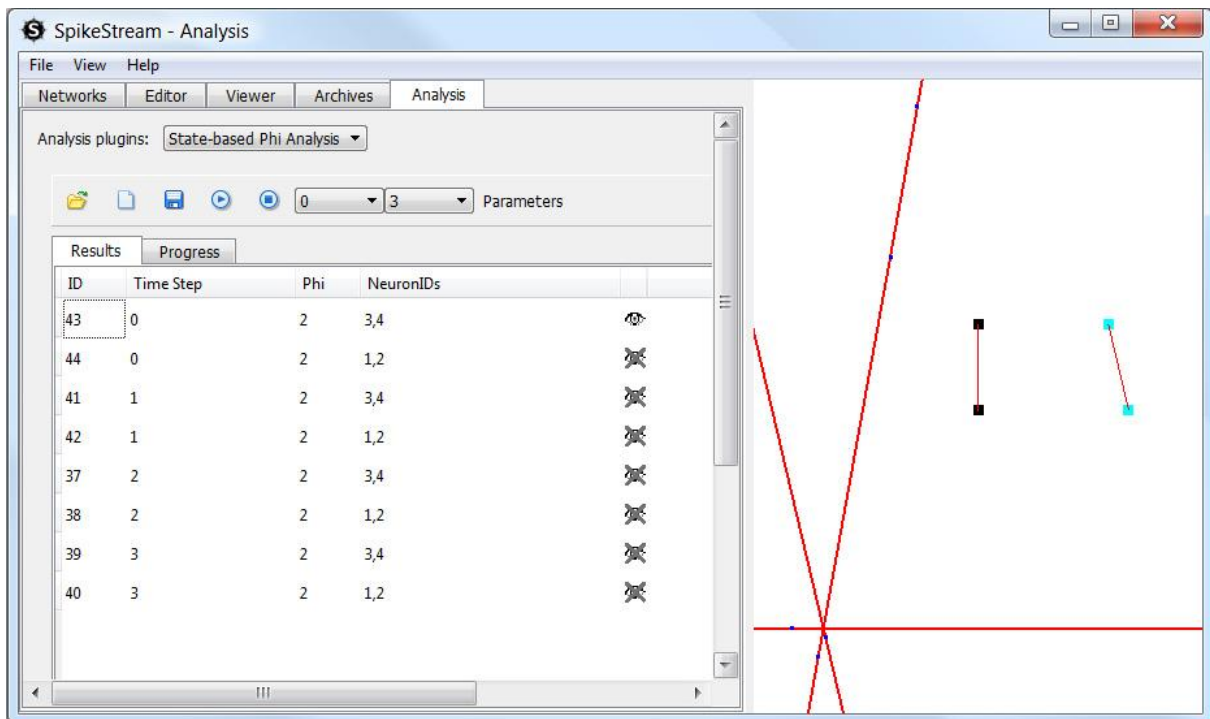 SpikeStream - Analysis
File View Help
Networks Editor Viewer Archives Analysis
Analysis plugins: State-based Phi Analysis
0 3 Parameters
Results Progress
ID Time Step Phi NeuronIDs
43 0 2 3,4
44 0 2 1,2
41 1 2 3,4
42 1 2 1,2
37 2 2 3,4
38 2 2 1,2
39 3 2 3,4
40 3 2 1,2